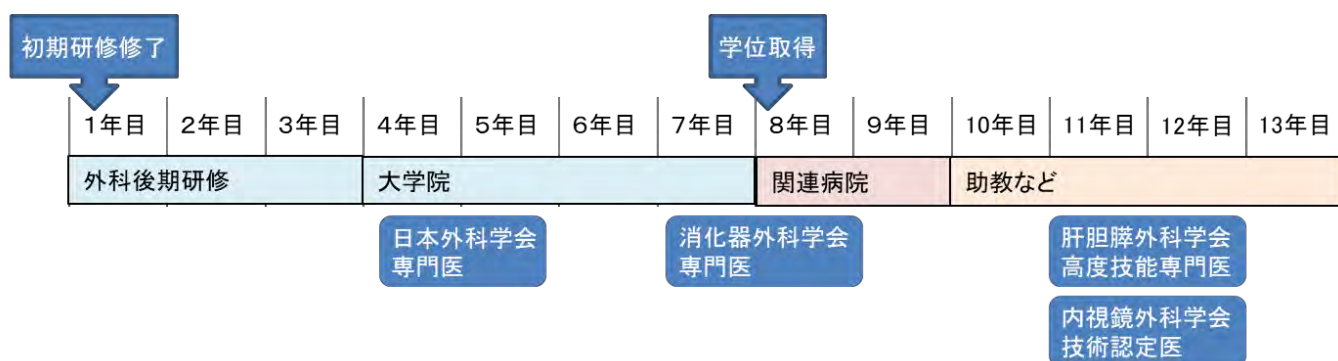 初期研修修了
学位取得
1年目 2年目 3年目 4年目 5年目 6年目 7年目 8年目 9年目 10年目 11年目 12年目 13年目
外科後期研修 大学院 関連病院 助教など
日本外科学会
専門医
消化器外科学会
専門医
肝胆膵外科学会
高度技能専門医
内視鏡外科学会
技術認定医